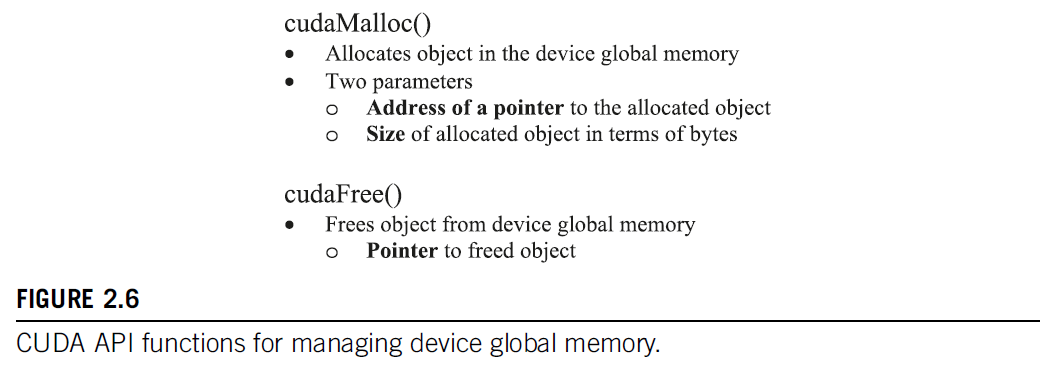 cudaMalloc()
• Allocates object in the device global memory
• Two parameters
o Address of a pointer to the allocated object
o Size of allocated object in terms of bytes
cudaFree()
• Frees object from device global memory
o Pointer to freed object
FIGURE 2.6
CUDA API functions for managing device global memory.